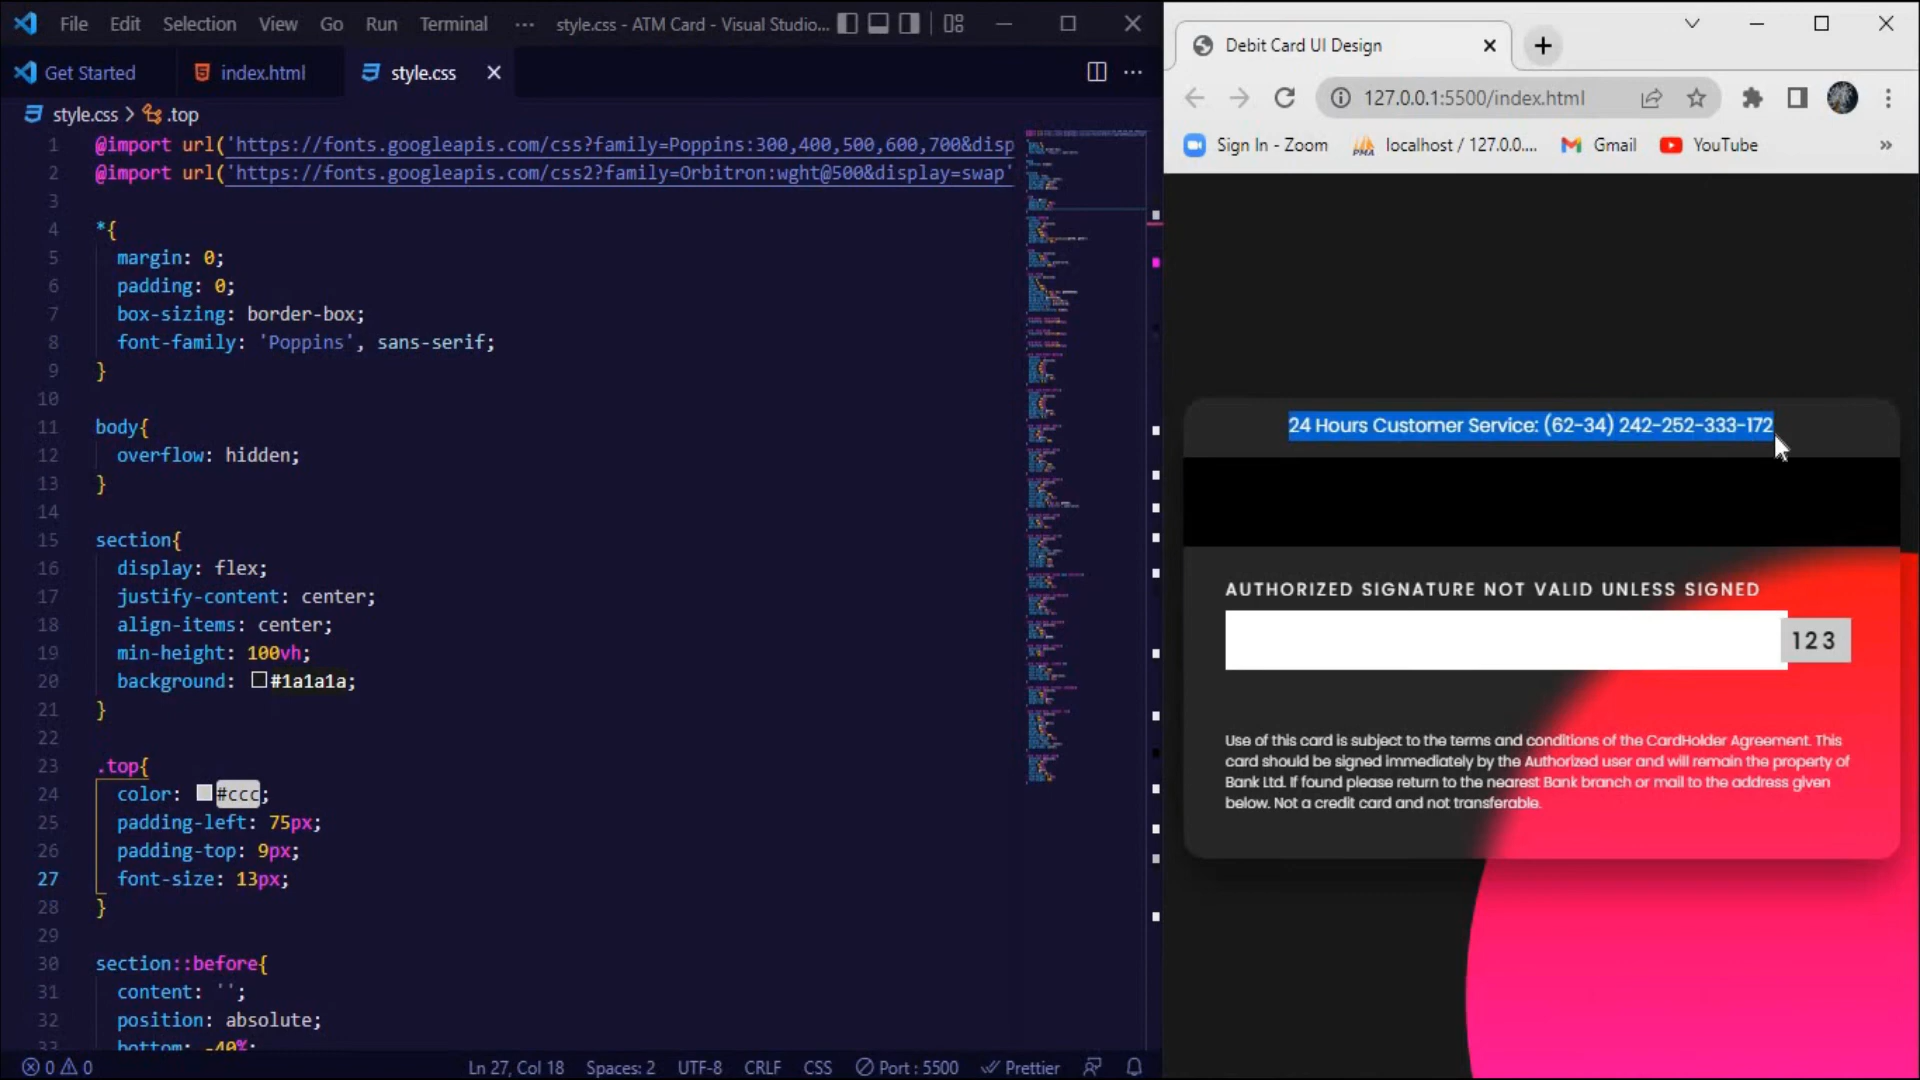 File Edit Selection View Go Run Terminal ··· style.css - ATM Card - Visual Studio...
Get Started index.html style.css
style.css > .top
1 @import url('https://fonts.googleapis.com/css?family=Poppins:300,400,500,600,700&disp
2 @import url('https://fonts.googleapis.com/css2?family=Orbitron:wght@500&display=swap'
3
4 *{
5 margin: 0;
6 padding: 0;
7 box-sizing: border-box;
8 font-family: 'Poppins', sans-serif;
9 }
10
11 body{
12 overflow: hidden;
13 }
14
15 section{
16 display: flex;
17 justify-content: center;
18 align-items: center;
19 min-height: 100vh;
20 background: #1a1a1a;
21 }
22
23 .top{
24 color: #ccc;
25 padding-left: 75px;
26 padding-top: 9px;
27 font-size: 13px;
28 }
29
30 section::before{
31 content: '';
32 position: absolute;
33 bottom: -40%;
0 0 Ln 27, Col 18 Spaces: 2 UTF-8 CRLF CSS Port : 5500 Prettier
Debit Card UI Design
127.0.0.1:5500/index.html
Sign In - Zoom localhost / 127.0.0.... Gmail YouTube »
24 Hours Customer Service: (62-34) 242-252-333-172
AUTHORIZED SIGNATURE NOT VALID UNLESS SIGNED
123
Use of this card is subject to the terms and conditions of the CardHolder Agreement. This
card should be signed immediately by the Authorized user and will remain the property of
Bank Ltd. If found please return to the nearest Bank branch or mail to the address given
below. Not a credit card and not transferable.